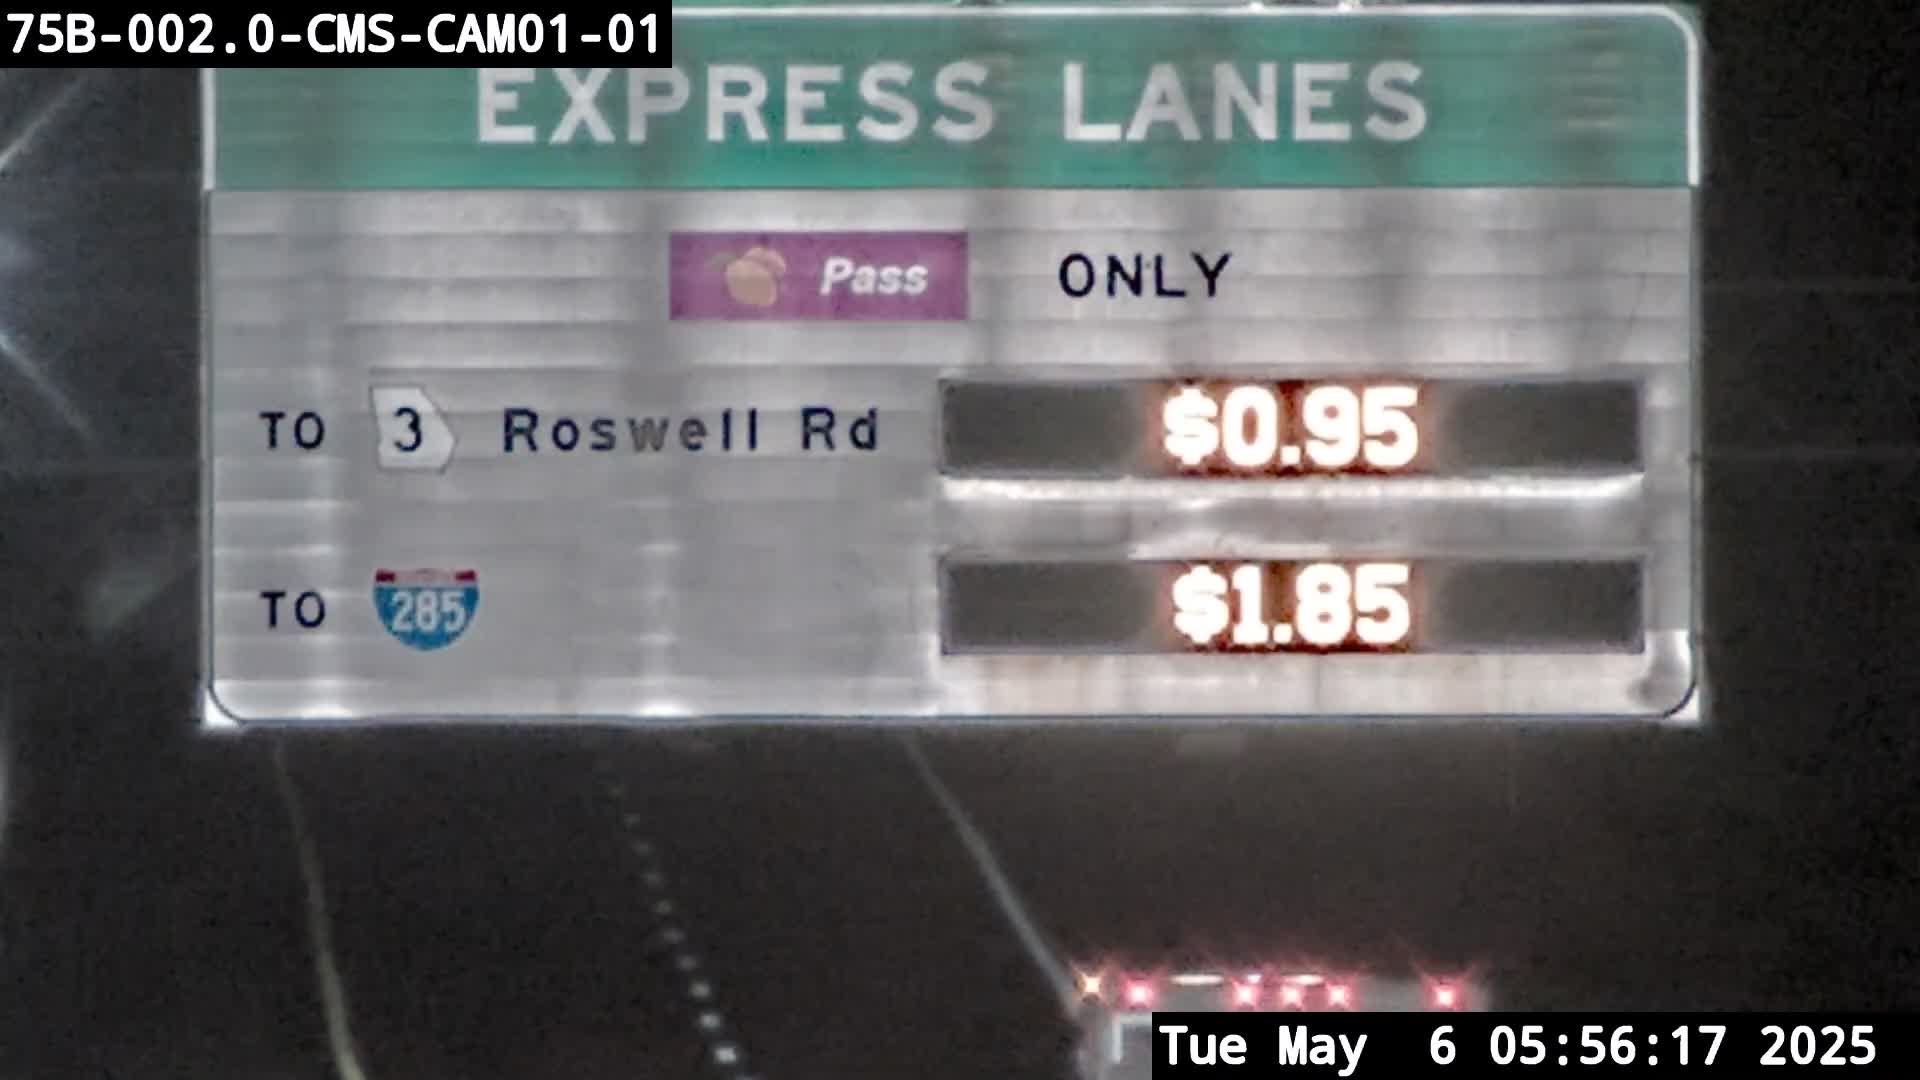 75B-002.0-CMS-CAM01-01
EXPRESS LANES
Pass ONLY
TO 3 Roswell Rd $0.95
TO 285 $1.85
Tue May 6 05:56:17 2025